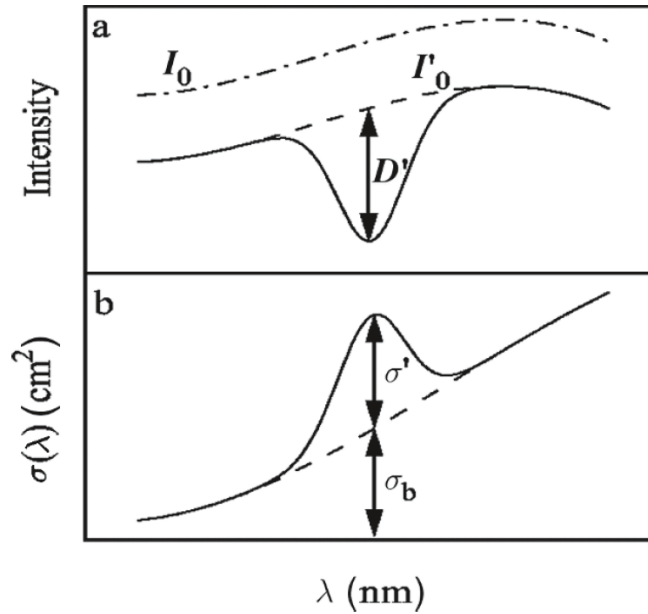 a
I₀
I'₀
Intensity
D'
b
σ(λ) (cm²)
σ'
σb
λ (nm)